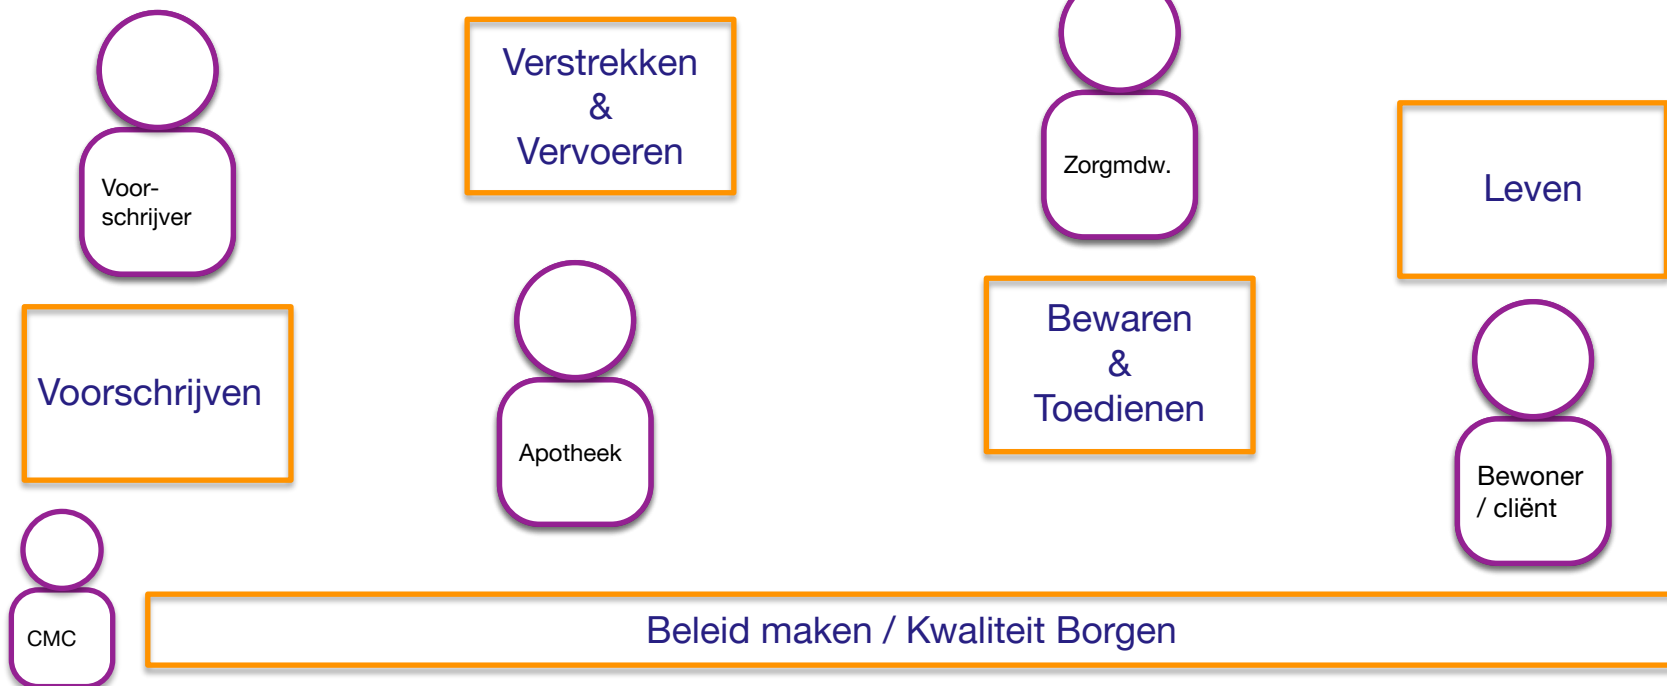 Voor-
schrijver
Voorschrijven
Verstrekken
&
Vervoeren
Apotheek
Zorgmdw.
Bewaren
&
Toedienen
Leven
Bewoner
/ cliënt
CMC
Beleid maken / Kwaliteit Borgen